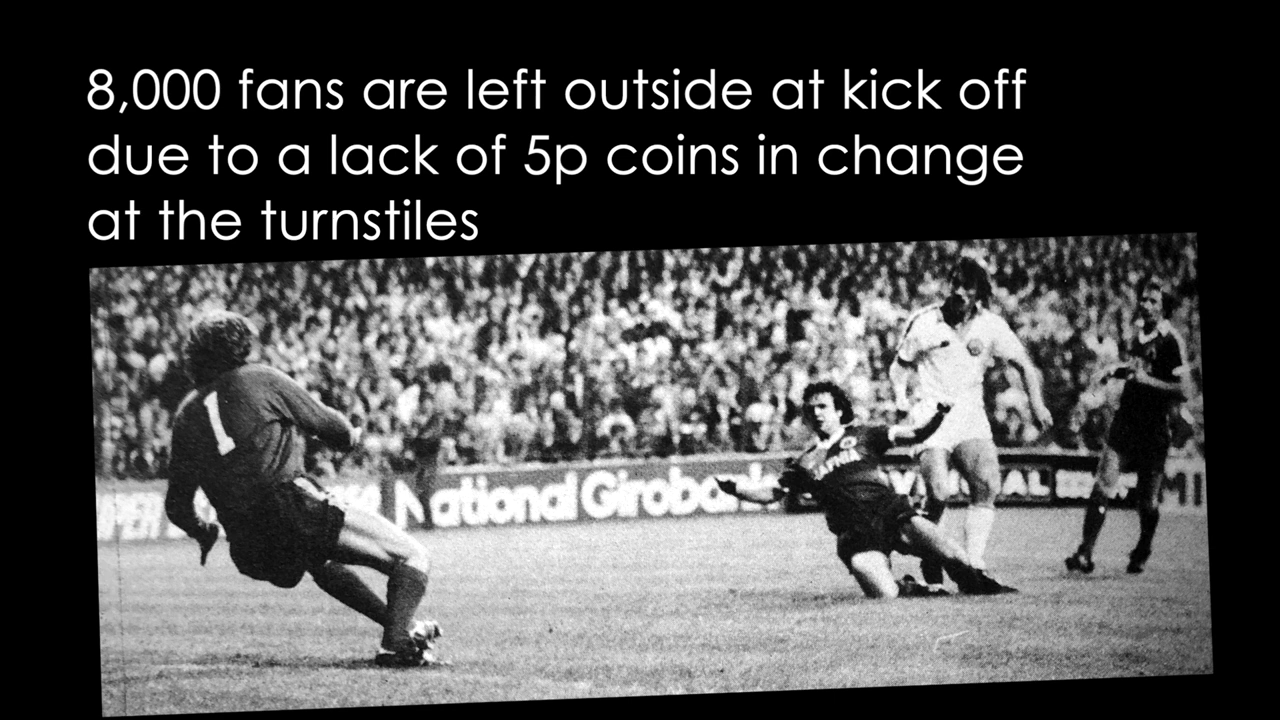 8,000 fans are left outside at kick off
due to a lack of 5p coins in change
at the turnstiles
1
National Girobank